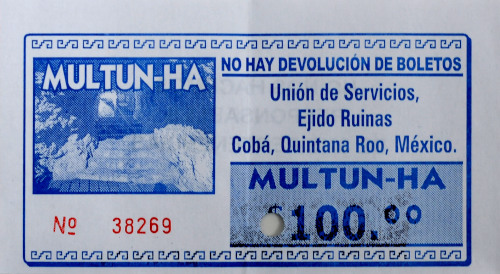 MULTUN-HA
NO HAY DEVOLUCIÓN DE BOLETOS
Unión de Servicios,
Ejido Ruinas
Cobá, Quintana Roo, México.
MULTUN-HA
$100.00
Nº 38269